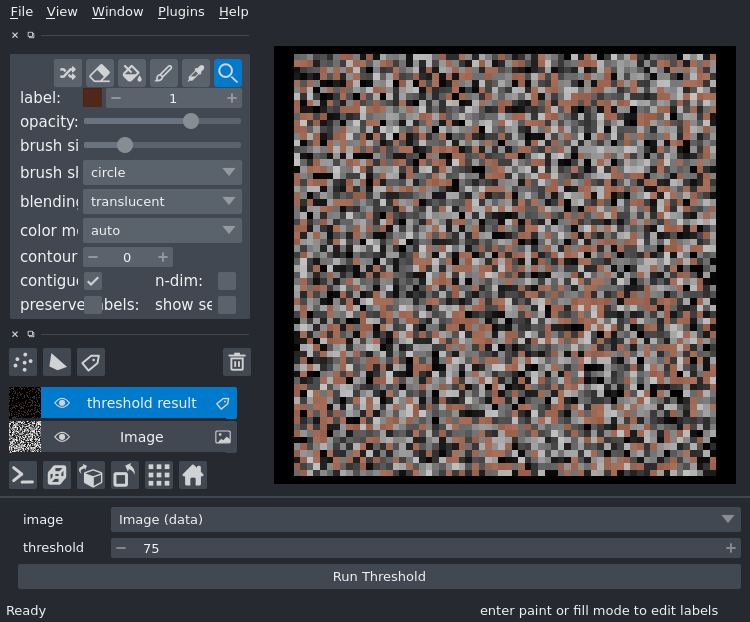 File View Window Plugins Help
label: 1
opacity:
brush si
brush sl circle
blending translucent
color m auto
contour 0
contigu n-dim:
preserve abels: show se
threshold result
Image
image Image (data)
threshold 75
Run Threshold
Ready enter paint or fill mode to edit labels